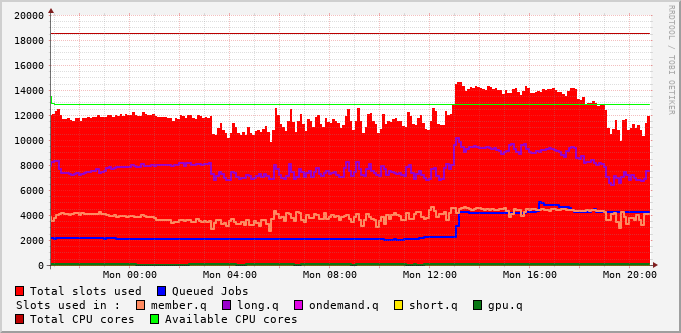 20000
18000
16000
14000
12000
10000
8000
6000
4000
2000
0
Mon 00:00 Mon 04:00 Mon 08:00 Mon 12:00 Mon 16:00 Mon 20:00
RRDTOOL / TOBI OETIKER
Total slots used Queued Jobs
Slots used in : member.q long.q ondemand.q short.q gpu.q
Total CPU cores Available CPU cores